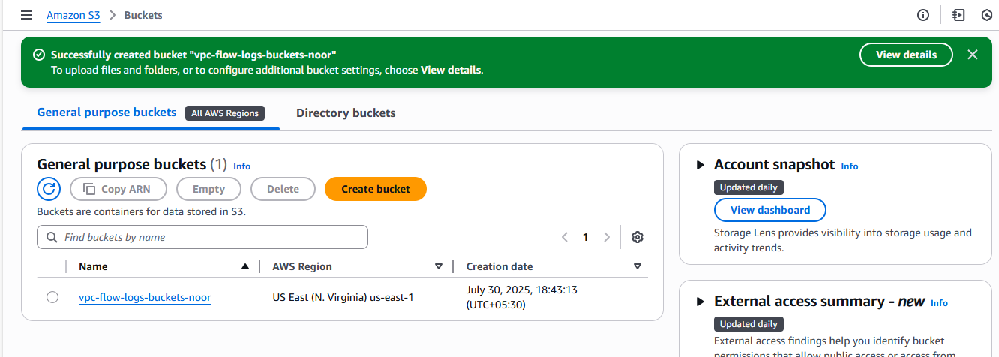 Amazon S3 > Buckets
Successfully created bucket "vpc-flow-logs-buckets-noor"
To upload files and folders, or to configure additional bucket settings, choose View details.
View details
General purpose buckets All AWS Regions
Directory buckets
General purpose buckets (1) Info
Copy ARN
Empty
Delete
Create bucket
Buckets are containers for data stored in S3.
Find buckets by name
1
Name
AWS Region
Creation date
vpc-flow-logs-buckets-noor
US East (N. Virginia) us-east-1
July 30, 2025, 18:43:13
(UTC+05:30)
Account snapshot Info
Updated daily
View dashboard
Storage Lens provides visibility into storage usage and
activity trends.
External access summary - new Info
Updated daily
External access findings help you identify bucket
permissions that allow public access or access from